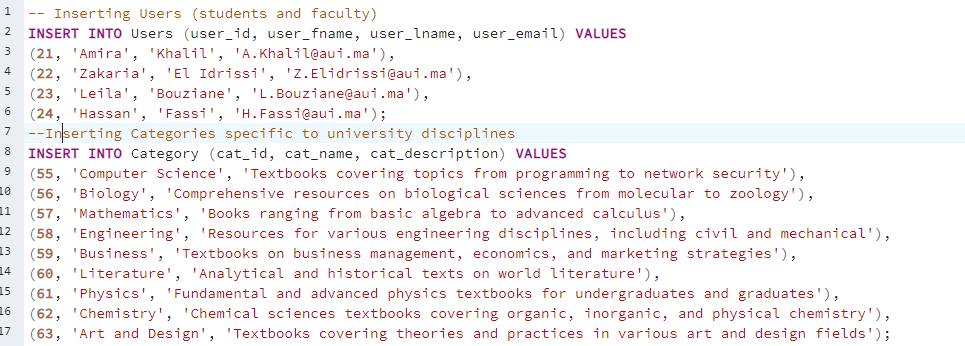 1 -- Inserting Users (students and faculty)
2 INSERT INTO Users (user_id, user_fname, user_lname, user_email) VALUES
3 (21, 'Amira', 'Khalil', 'A.Khalil@aui.ma'),
4 (22, 'Zakaria', 'El Idrissi', 'Z.Elidrissi@aui.ma'),
5 (23, 'Leila', 'Bouziane', 'L.Bouziane@aui.ma'),
6 (24, 'Hassan', 'Fassi', 'H.Fassi@aui.ma');
7 --Inserting Categories specific to university disciplines
8 INSERT INTO Category (cat_id, cat_name, cat_description) VALUES
9 (55, 'Computer Science', 'Textbooks covering topics from programming to network security'),
10 (56, 'Biology', 'Comprehensive resources on biological sciences from molecular to zoology'),
11 (57, 'Mathematics', 'Books ranging from basic algebra to advanced calculus'),
12 (58, 'Engineering', 'Resources for various engineering disciplines, including civil and mechanical'),
13 (59, 'Business', 'Textbooks on business management, economics, and marketing strategies'),
14 (60, 'Literature', 'Analytical and historical texts on world literature'),
15 (61, 'Physics', 'Fundamental and advanced physics textbooks for undergraduates and graduates'),
16 (62, 'Chemistry', 'Chemical sciences textbooks covering organic, inorganic, and physical chemistry'),
17 (63, 'Art and Design', 'Textbooks covering theories and practices in various art and design fields');